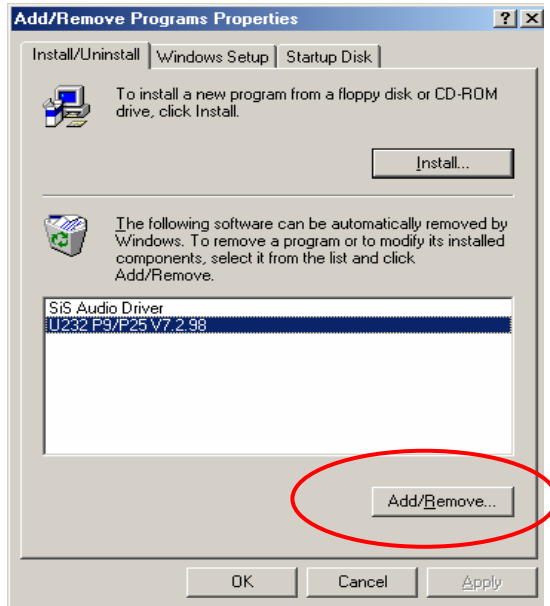 Add/Remove Programs Properties
Install/Uninstall Windows Setup Startup Disk
To install a new program from a floppy disk or CD-ROM
drive, click Install.
Install...
The following software can be automatically removed by
Windows. To remove a program or to modify its installed
components, select it from the list and click
Add/Remove.
SiS Audio Driver
U232 P9/P25 V7.2.98
Add/Remove...
OK Cancel Apply